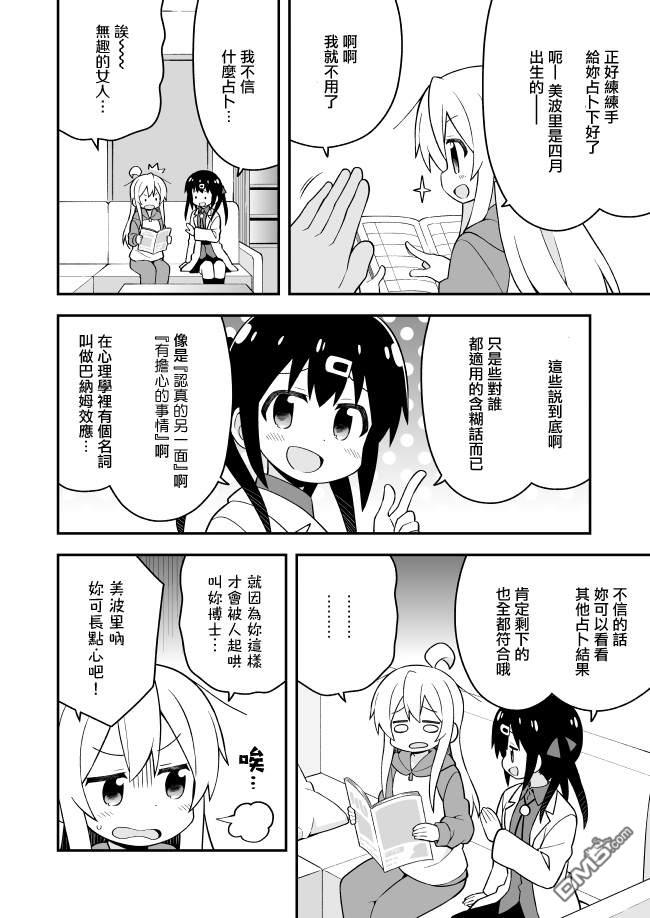 正好練練手
給妳占卜下好了
呃—美波里是四月
出生的——
啊啊
我就不用了
我不信
什麼占卜…
誒~~~
無趣的女人…
這些說到底啊
只是些對誰
都適用的含糊話而已
像是『認真的另一面』啊
『有擔心的事情』啊
在心理學裡有個名詞
叫做巴納姆效應…
不信的話
妳可以看看
其他占卜結果
肯定剩下的
也全都符合哦
………
………
就因為妳這樣
才會被人起哄
叫妳博士…
美波里吶
妳可長點心吧！
唉…
DM5.com